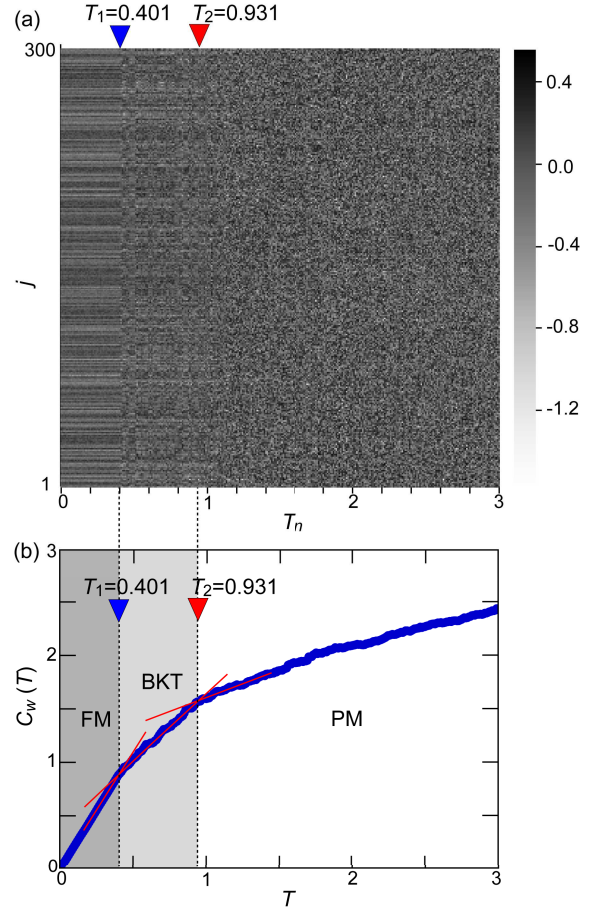 (a)
T1=0.401 T2=0.931
300
j
1
0 1 2 3
Tn
0.4
0.0
-0.4
-0.8
-1.2
(b)
3
2
1
0
Cw (T)
T1=0.401 T2=0.931
FM BKT PM
0 1 2 3
T